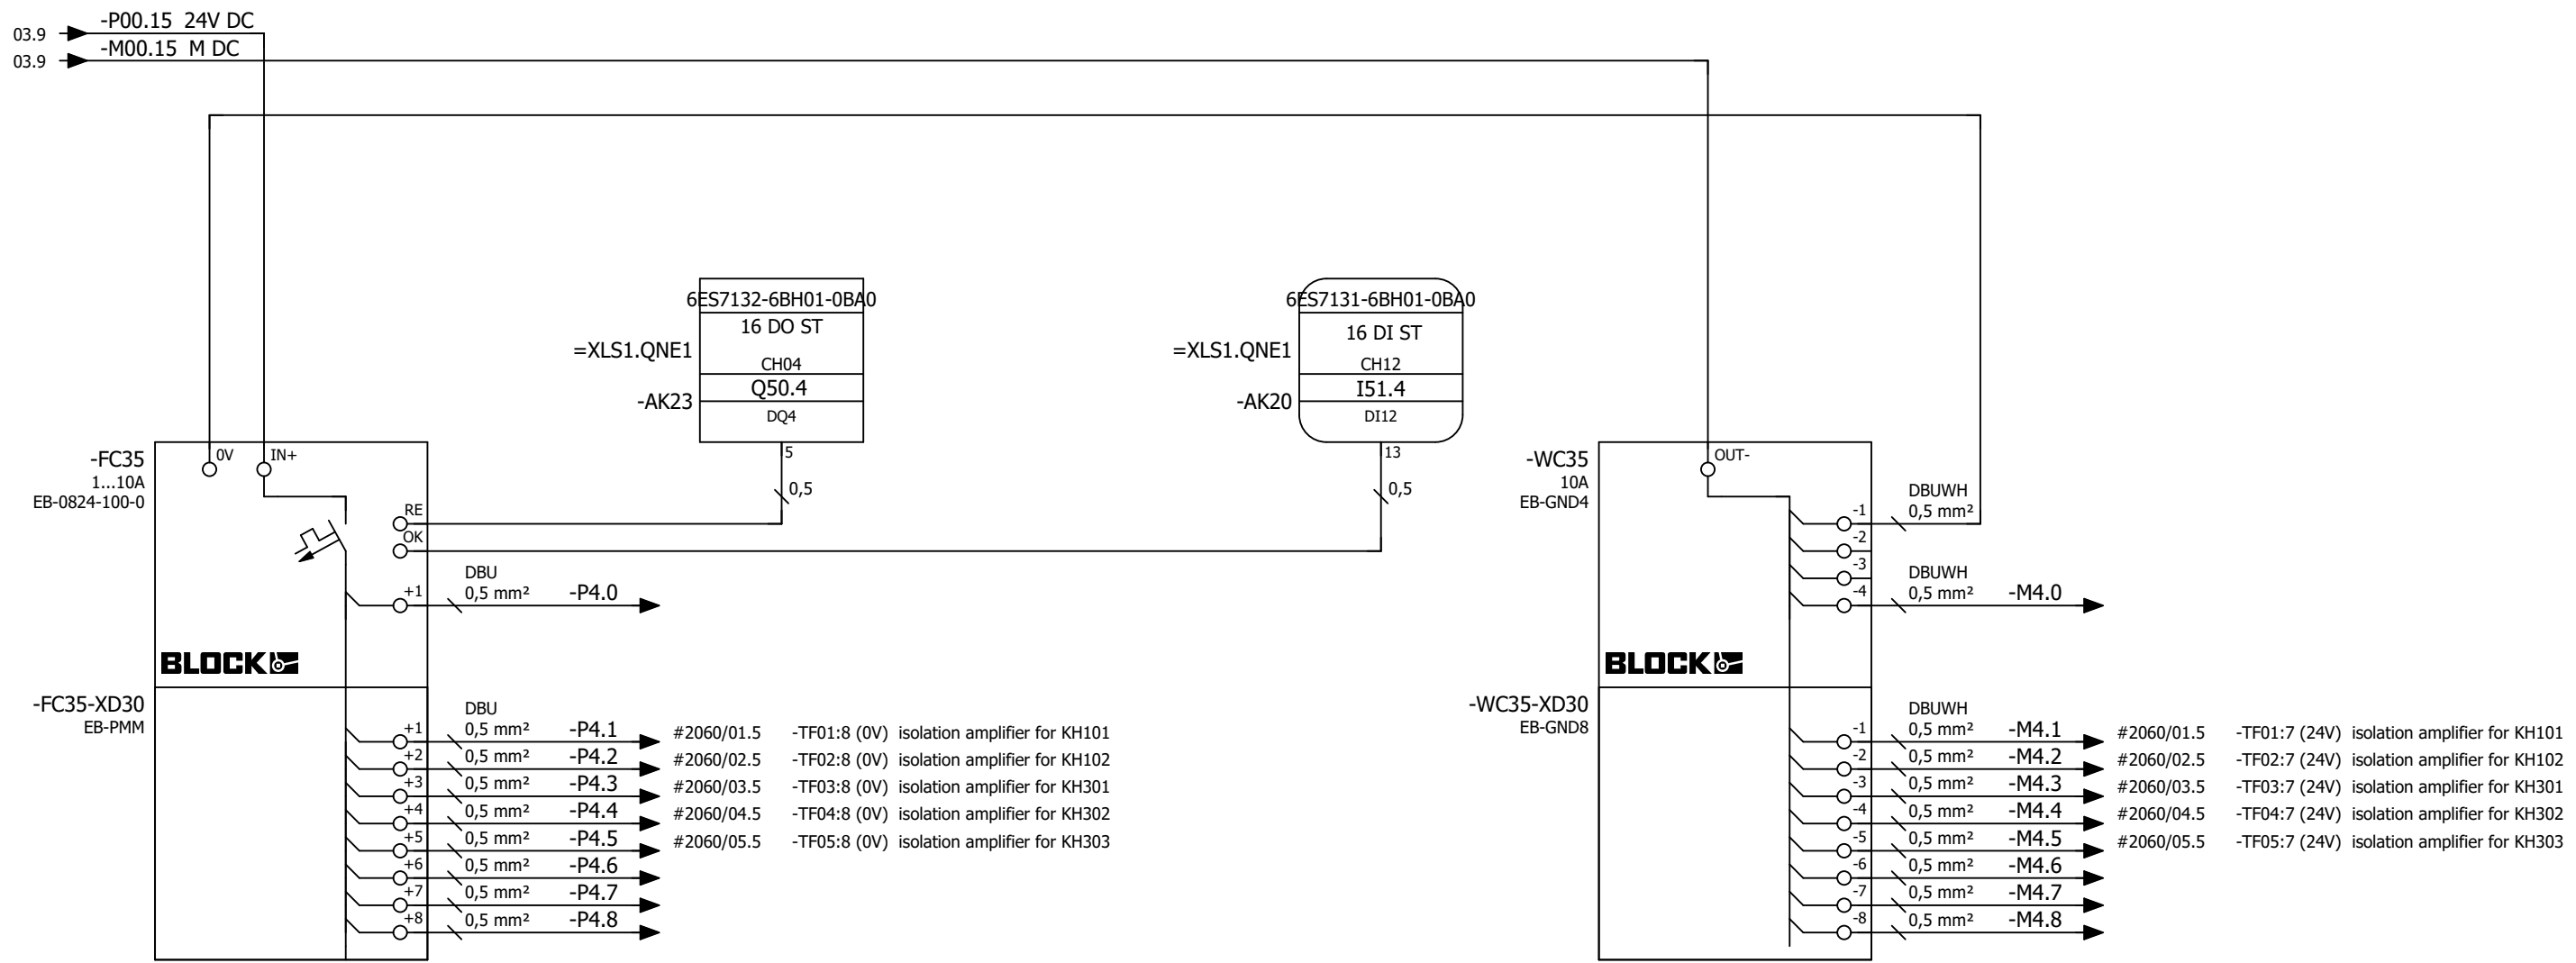 -P00.15 24V DC
03.9
-M00.15 M DC
03.9
6ES7132-6BH01-0BA0
16 DO ST
=XLS1.QNE1
CH04
Q50.4
-AK23
DQ4
5
0,5
6ES7131-6BH01-0BA0
16 DI ST
=XLS1.QNE1
CH12
I51.4
-AK20
DI12
13
0,5
-FC35
1...10A
EB-0824-100-0
0V
IN+
RE
OK
DBU
+1 0,5 mm² -P4.0
BLOCK
-FC35-XD30
EB-PMM
DBU
+1 0,5 mm² -P4.1 #2060/01.5 -TF01:8 (0V) isolation amplifier for KH101
+2 0,5 mm² -P4.2 #2060/02.5 -TF02:8 (0V) isolation amplifier for KH102
+3 0,5 mm² -P4.3 #2060/03.5 -TF03:8 (0V) isolation amplifier for KH301
+4 0,5 mm² -P4.4 #2060/04.5 -TF04:8 (0V) isolation amplifier for KH302
+5 0,5 mm² -P4.5 #2060/05.5 -TF05:8 (0V) isolation amplifier for KH303
+6 0,5 mm² -P4.6
+7 0,5 mm² -P4.7
+8 0,5 mm² -P4.8
-WC35
10A
EB-GND4
OUT-
DBUWH
-1 0,5 mm²
-2
-3
DBUWH
-4 0,5 mm² -M4.0
BLOCK
-WC35-XD30
EB-GND8
DBUWH
-1 0,5 mm² -M4.1 #2060/01.5 -TF01:7 (24V) isolation amplifier for KH101
-2 0,5 mm² -M4.2 #2060/02.5 -TF02:7 (24V) isolation amplifier for KH102
-3 0,5 mm² -M4.3 #2060/03.5 -TF03:7 (24V) isolation amplifier for KH301
-4 0,5 mm² -M4.4 #2060/04.5 -TF04:7 (24V) isolation amplifier for KH302
-5 0,5 mm² -M4.5 #2060/05.5 -TF05:7 (24V) isolation amplifier for KH303
-6 0,5 mm² -M4.6
-7 0,5 mm² -M4.7
-8 0,5 mm² -M4.8